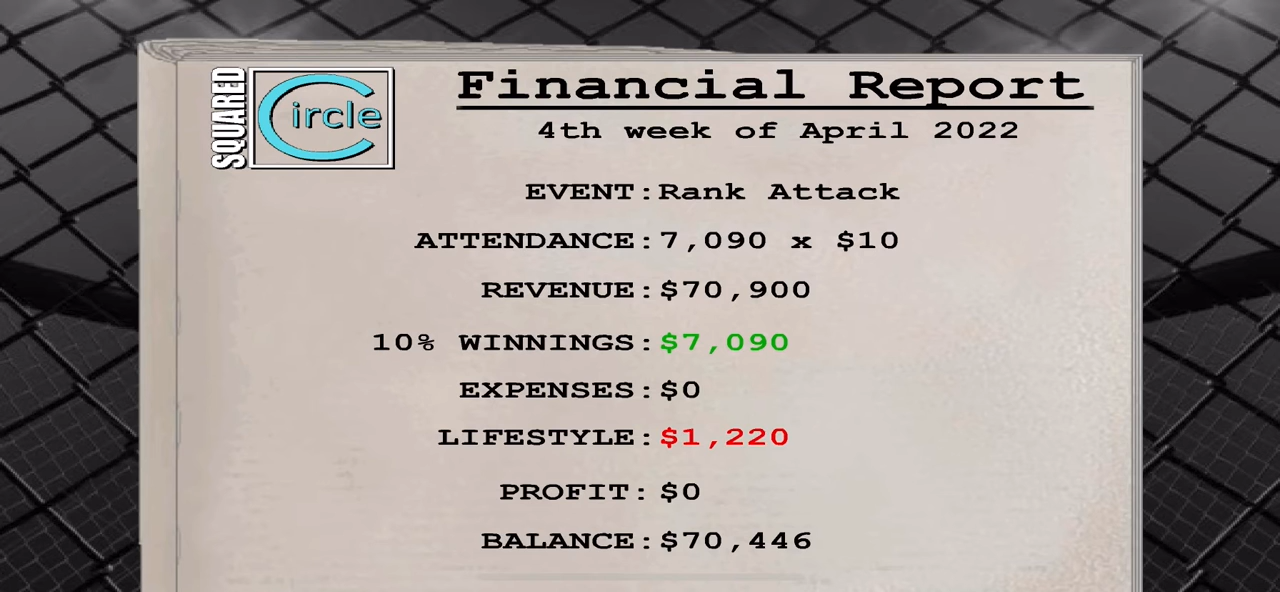 SQUARED
Circle
Financial Report
4th week of April 2022
EVENT:Rank Attack
ATTENDANCE:7,090 x $10
REVENUE:$70,900
10% WINNINGS:$7,090
EXPENSES:$0
LIFESTYLE:$1,220
PROFIT:$0
BALANCE:$70,446